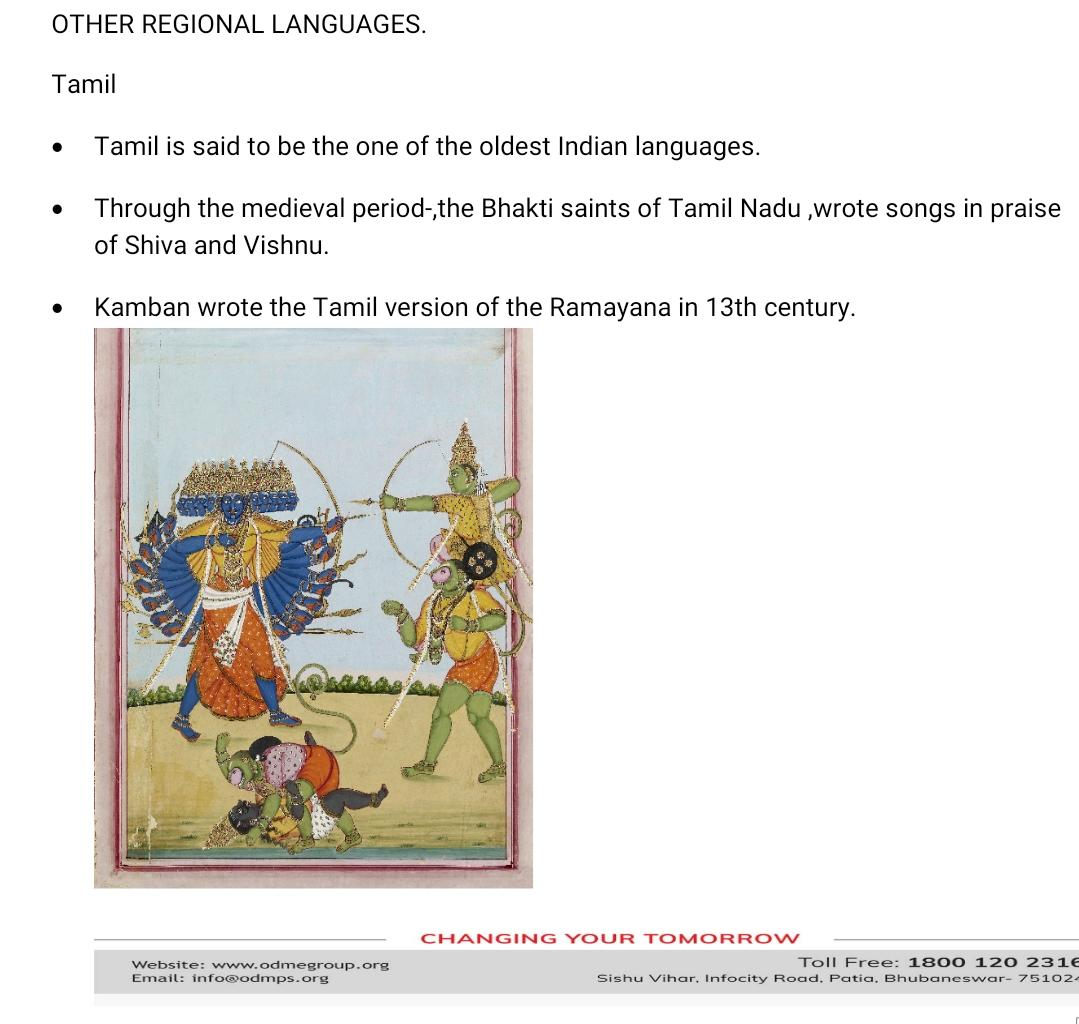 OTHER REGIONAL LANGUAGES.
Tamil
• Tamil is said to be the one of the oldest Indian languages.
• Through the medieval period-,the Bhakti saints of Tamil Nadu ,wrote songs in praise
of Shiva and Vishnu.
• Kamban wrote the Tamil version of the Ramayana in 13th century.
CHANGING YOUR TOMORROW
Website: www.odmegroup.org
Email: info@odmps.org
Toll Free: 1800 120 2316
Sishu Vihar, Infocity Road, Patia, Bhubaneswar- 751024